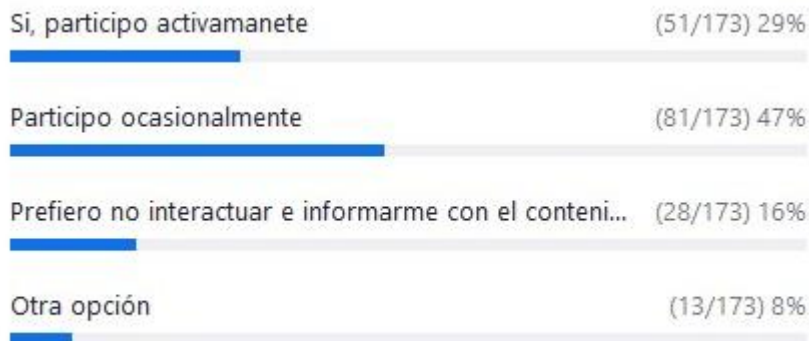 Si, participo activamanete (51/173) 29%
Participo ocasionalmente (81/173) 47%
Prefiero no interactuar e informarme con el conteni... (28/173) 16%
Otra opción (13/173) 8%